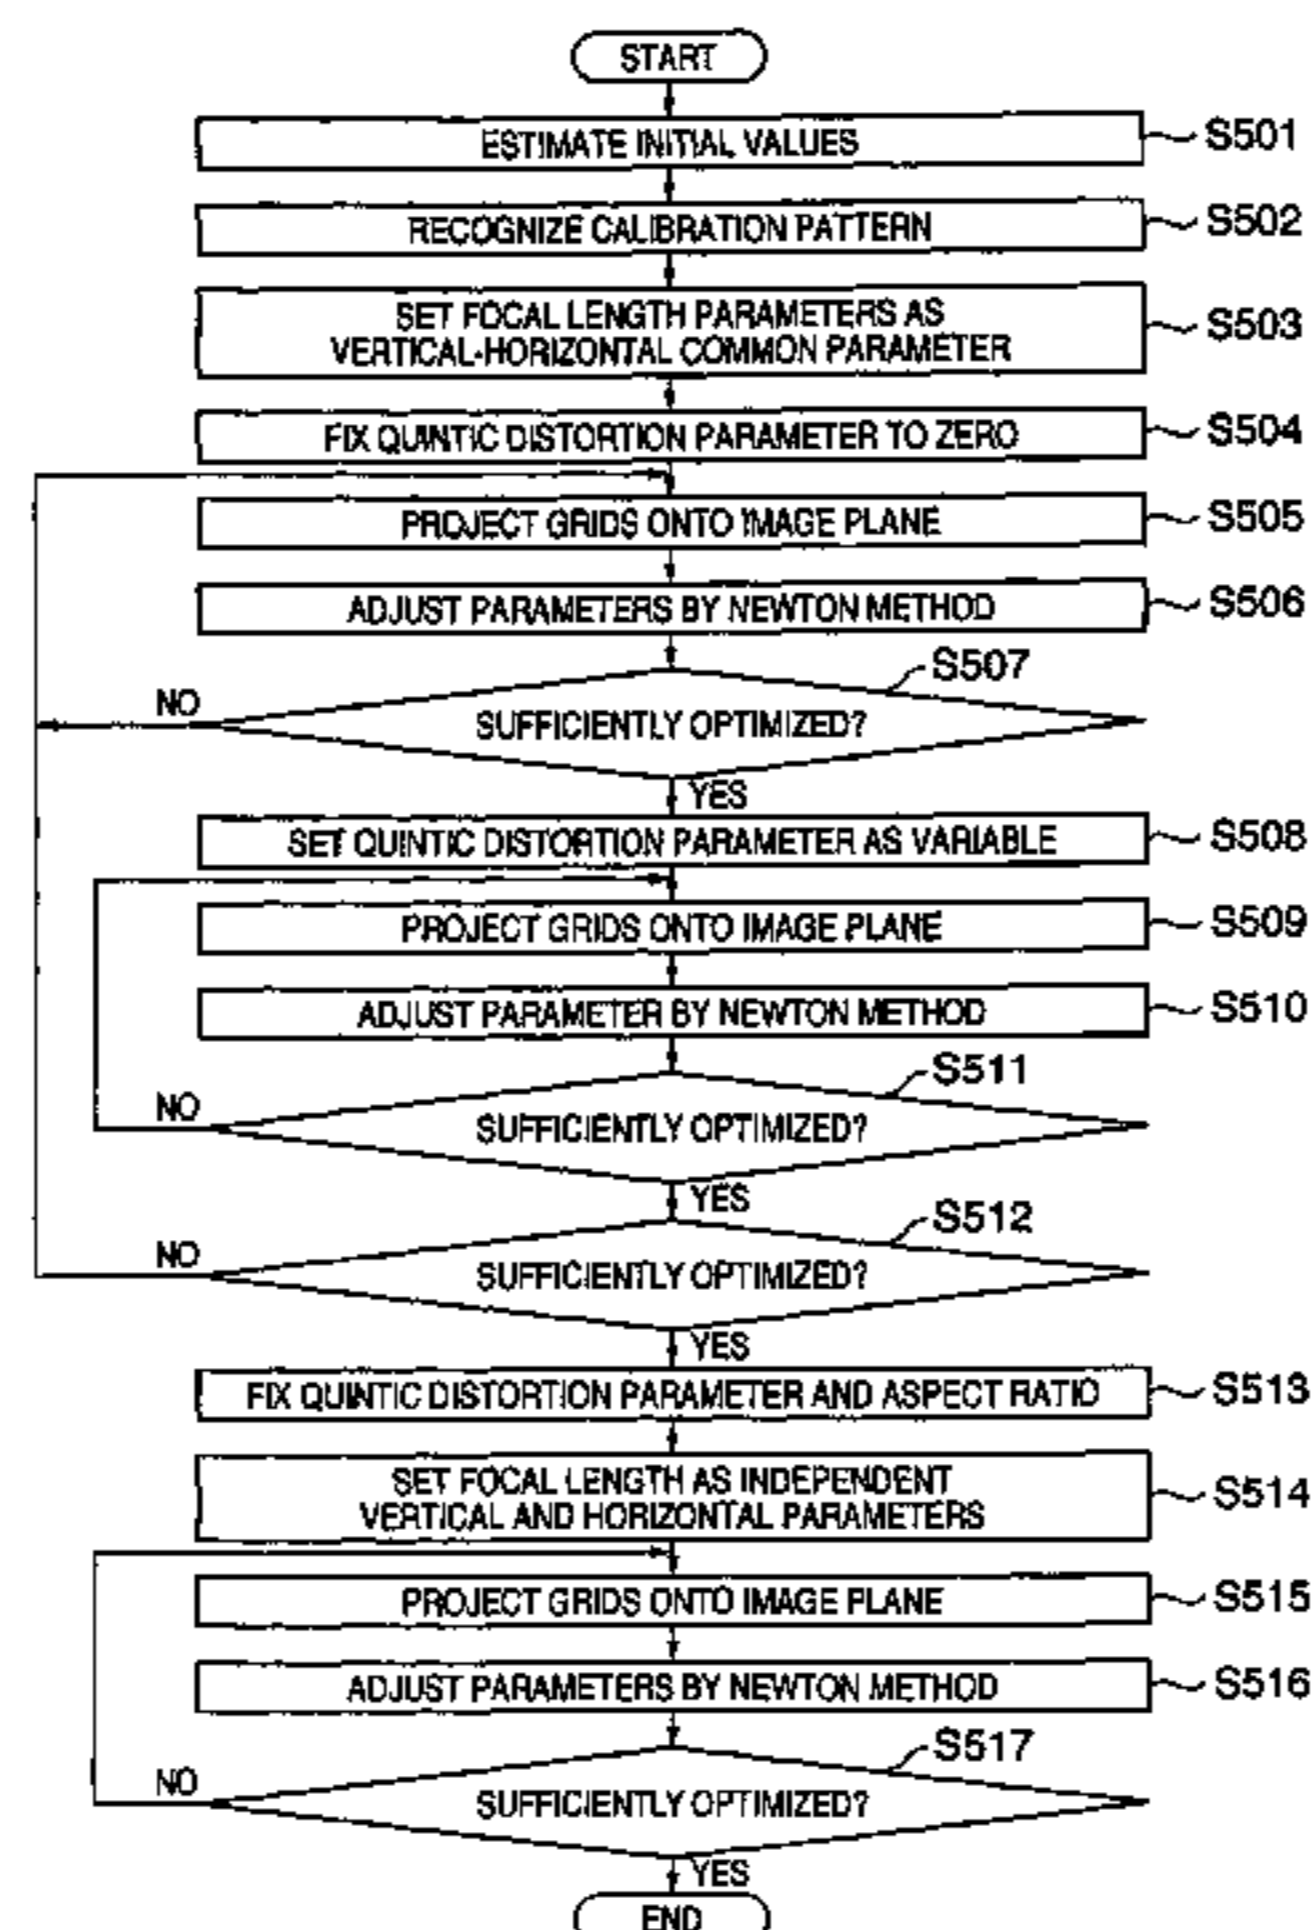 START
ESTIMATE INITIAL VALUES
S501
RECOGNIZE CALIBRATION PATTERN
S502
SET FOCAL LENGTH PARAMETERS AS
VERTICAL-HORIZONTAL COMMON PARAMETER
S503
FIX QUINTIC DISTORTION PARAMETER TO ZERO
S504
PROJECT GRIDS ONTO IMAGE PLANE
S505
ADJUST PARAMETERS BY NEWTON METHOD
S506
S507
NO
SUFFICIENTLY OPTIMIZED?
YES
SET QUINTIC DISTORTION PARAMETER AS VARIABLE
S508
PROJECT GRIDS ONTO IMAGE PLANE
S509
ADJUST PARAMETER BY NEWTON METHOD
S510
S511
NO
SUFFICIENTLY OPTIMIZED?
YES
S512
NO
SUFFICIENTLY OPTIMIZED?
YES
FIX QUINTIC DISTORTION PARAMETER AND ASPECT RATIO
S513
SET FOCAL LENGTH AS INDEPENDENT
VERTICAL AND HORIZONTAL PARAMETERS
S514
PROJECT GRIDS ONTO IMAGE PLANE
S515
ADJUST PARAMETERS BY NEWTON METHOD
S516
S517
NO
SUFFICIENTLY OPTIMIZED?
YES
END